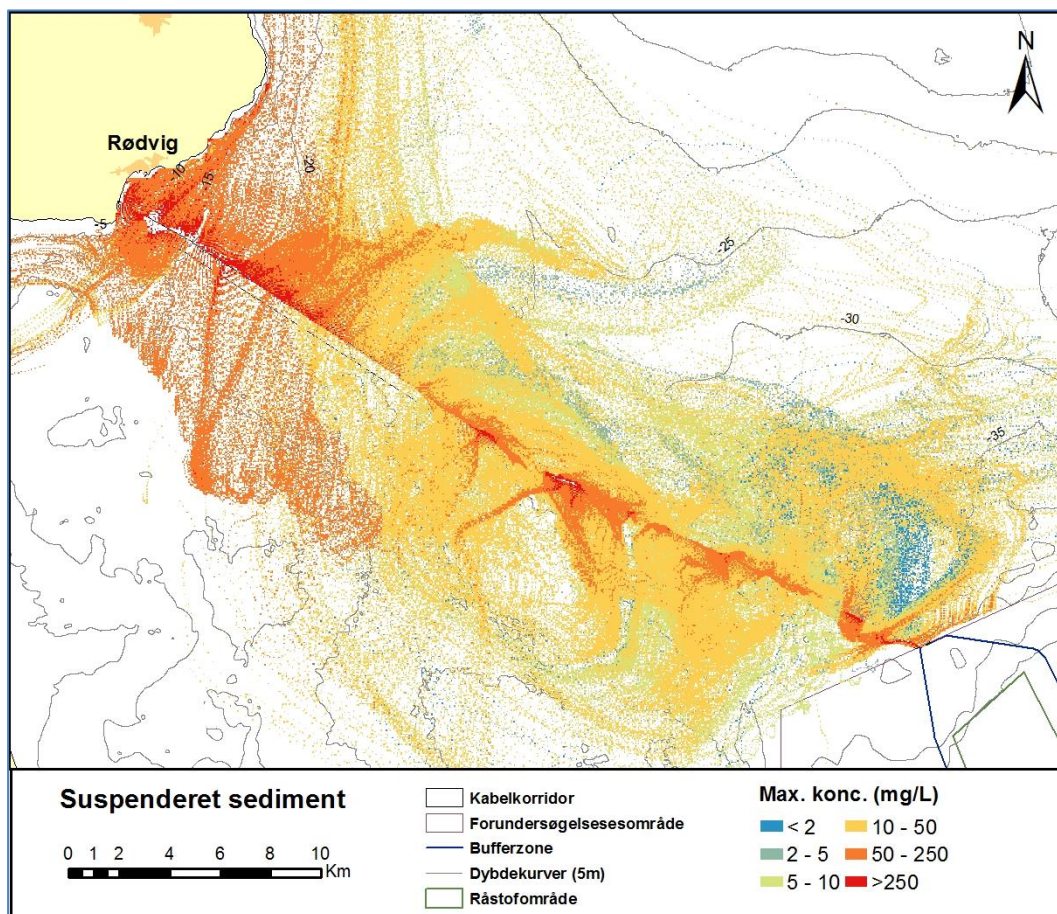 N
Rødvig
-10
-15
-20
-5
-25
-30
-35
Suspenderet sediment
0 1 2 4 6 8 10
Km
Kabelkorridor
Forundersøgelsesområde
Bufferzone
Dybdekurver (5m)
Råstofområde
Max. konc. (mg/L)
< 2
2 - 5
5 - 10
10 - 50
50 - 250
>250